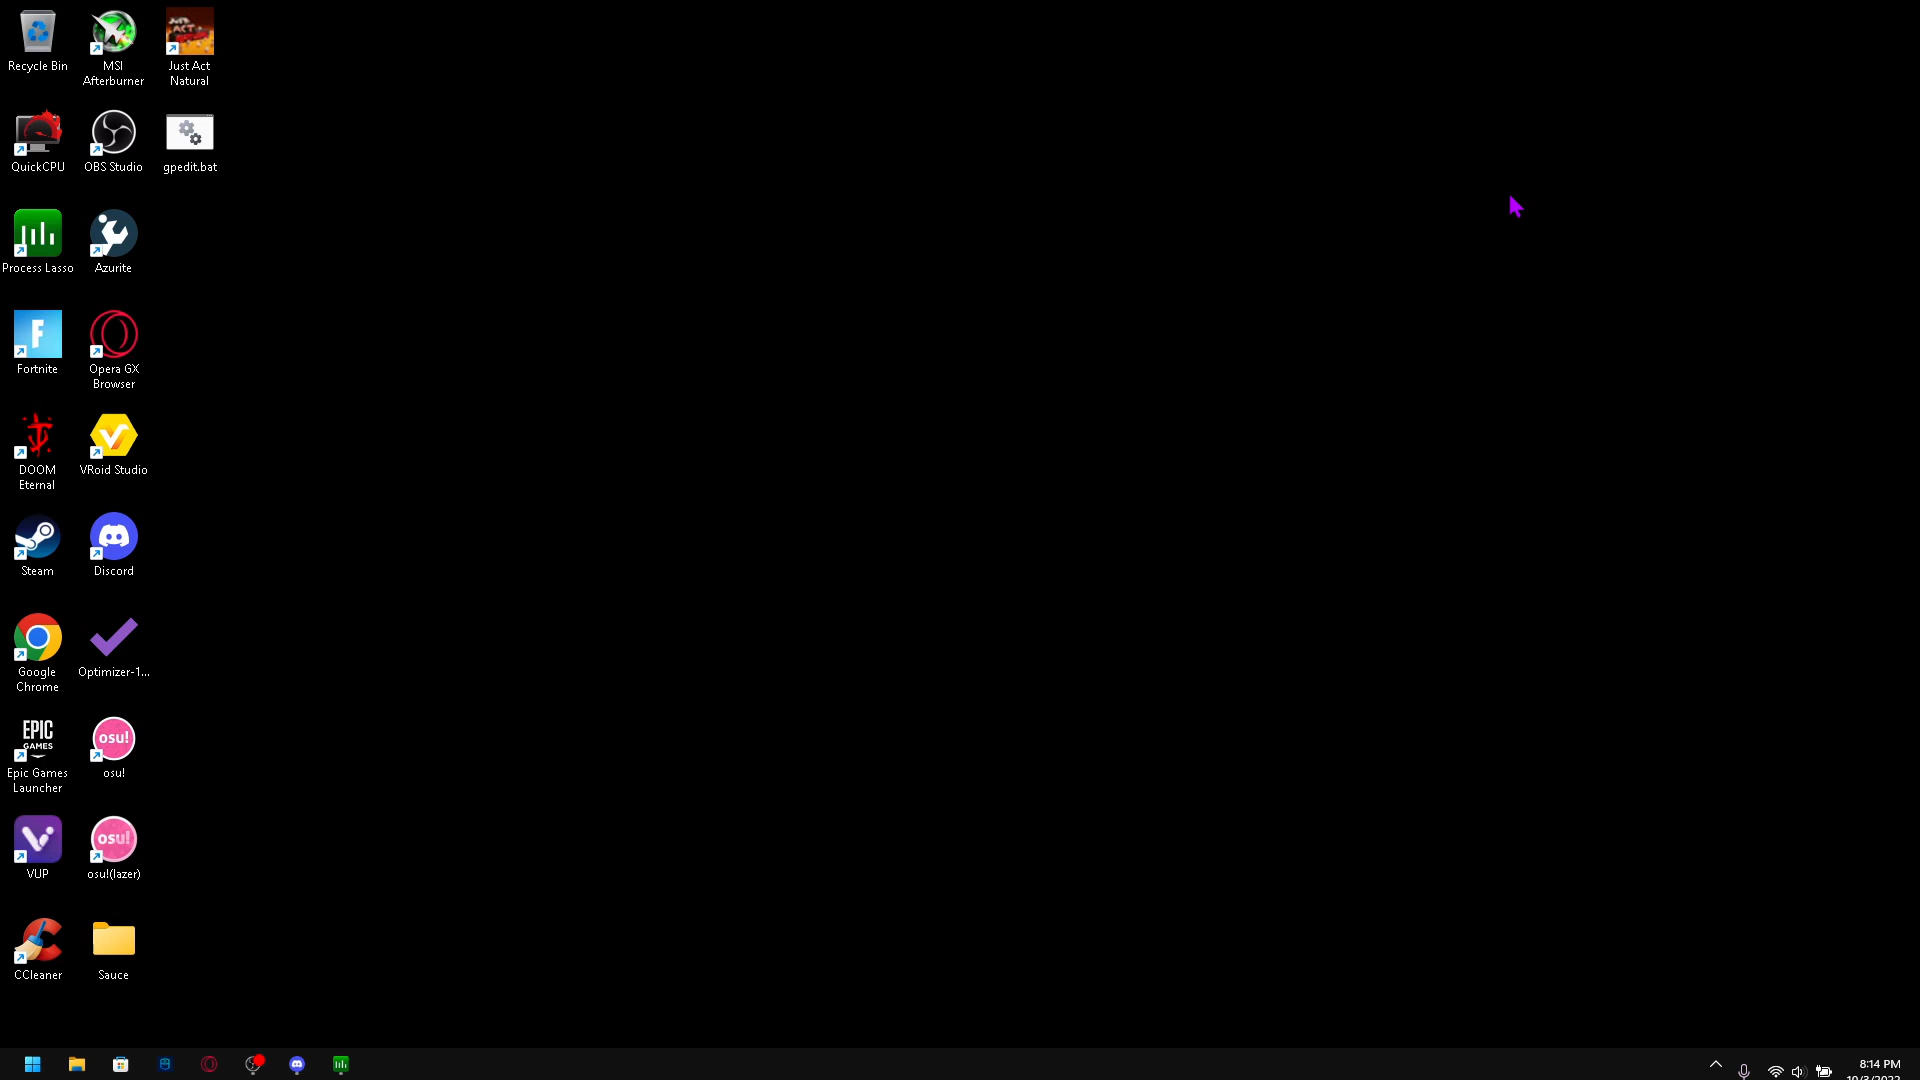 Recycle Bin
MSI
Afterburner
JUST
ACT
Just Act
Natural
QuickCPU
OBS Studio
gpedit.bat
Process Lasso
Azurite
F
Fortnite
Opera GX
Browser
DOOM
Eternal
VRoid Studio
Steam
Discord
Google
Chrome
Optimizer-1...
EPIC
GAMES
Epic Games
Launcher
osu!
osu!
VUP
osu!
osu!(lazer)
CCleaner
Sauce
8:14 PM